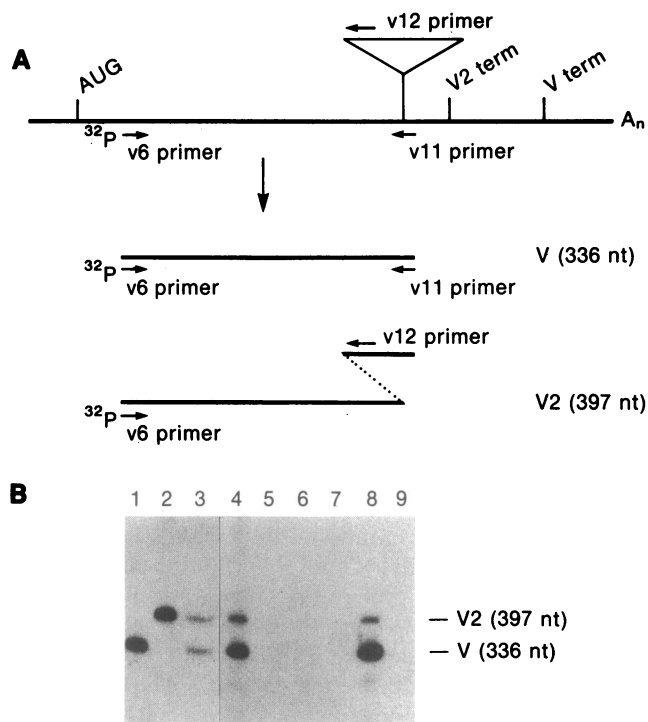 A
v12 primer
AUG
V2 term
V term
An
32P
v6 primer
v11 primer
V (336 nt)
32P
v6 primer
v11 primer
v12 primer
V2 (397 nt)
32P
v6 primer
B
1 2 3 4 5 6 7 8 9
— V2 (397 nt)
— V (336 nt)